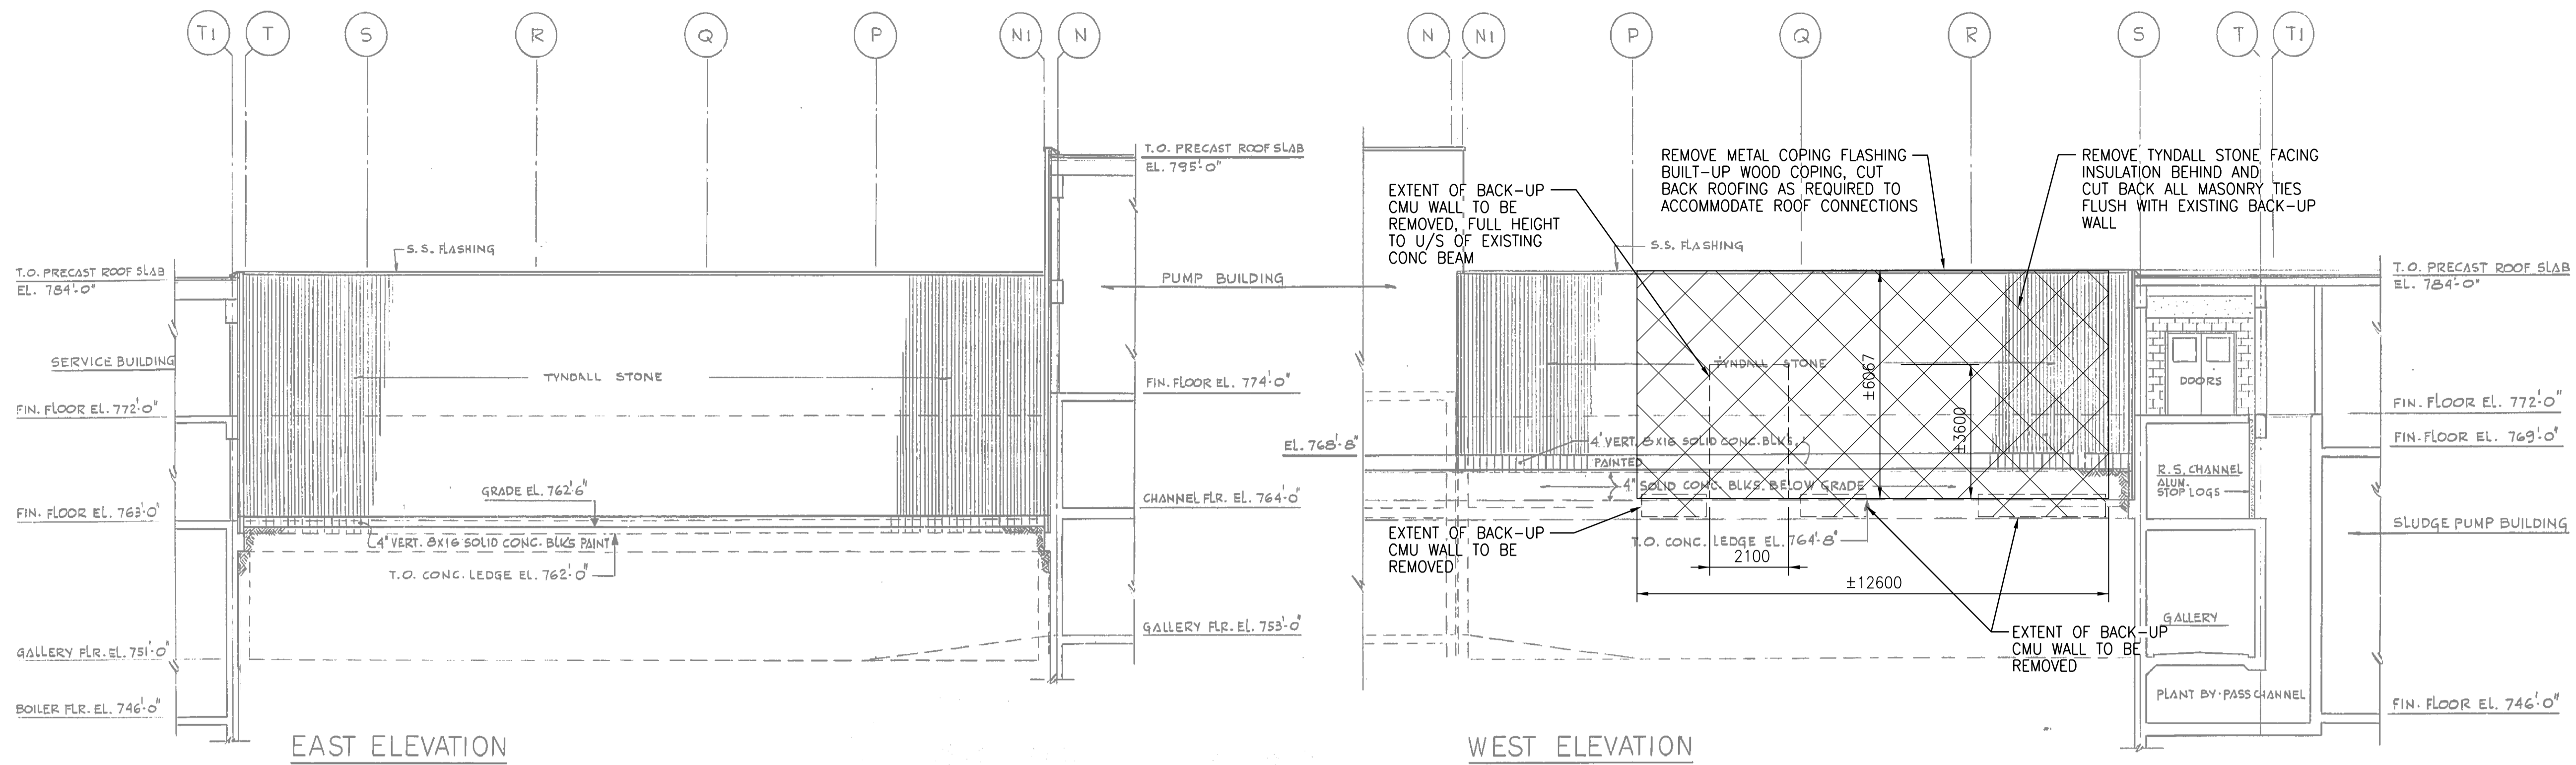 T1
T
S
R
Q
P
N1
N
T.O. PRECAST ROOF SLAB
EL. 795'-0"
S.S. FLASHING
T.O. PRECAST ROOF SLAB
EL. 784'-0"
PUMP BUILDING
SERVICE BUILDING
TYNDALL STONE
FIN. FLOOR EL. 774'-0"
FIN. FLOOR EL. 772'-0"
GRADE EL. 762'-6"
CHANNEL FLR. EL. 764'-0"
FIN. FLOOR EL. 763'-0"
4" VERT. 8X16 SOLID CONC. BLKS PAINT
T.O. CONC. LEDGE EL. 762'-0"
GALLERY FLR. EL. 753'-0"
GALLERY FLR. EL. 751'-0"
BOILER FLR. EL. 746'-0"
EAST ELEVATION
N
N1
P
Q
R
S
T
T1
EXTENT OF BACK-UP
CMU WALL TO BE
REMOVED, FULL HEIGHT
TO U/S OF EXISTING
CONC BEAM
REMOVE METAL COPING FLASHING
BUILT-UP WOOD COPING, CUT
BACK ROOFING AS REQUIRED TO
ACCOMMODATE ROOF CONNECTIONS
REMOVE TYNDALL STONE FACING
INSULATION BEHIND AND
CUT BACK ALL MASONRY TIES
FLUSH WITH EXISTING BACK-UP
WALL
S.S. FLASHING
T.O. PRECAST ROOF SLAB
EL. 784'-0"
TYNDALL STONE
±6067
±3600
DOORS
FIN. FLOOR EL. 772'-0"
FIN. FLOOR EL. 769'-0"
EL. 768'-8"
4" VERT. 8X16 SOLID CONC. BLKS.
PAINTED
4" SOLID CONC. BLKS. BELOW GRADE
R.S. CHANNEL
ALUM.
STOP LOGS
SLUDGE PUMP BUILDING
EXTENT OF BACK-UP
CMU WALL TO BE
REMOVED
T.O. CONC. LEDGE EL. 764'-8"
2100
±12600
GALLERY
EXTENT OF BACK-UP
CMU WALL TO BE
REMOVED
PLANT BY-PASS CHANNEL
FIN. FLOOR EL. 746'-0"
WEST ELEVATION